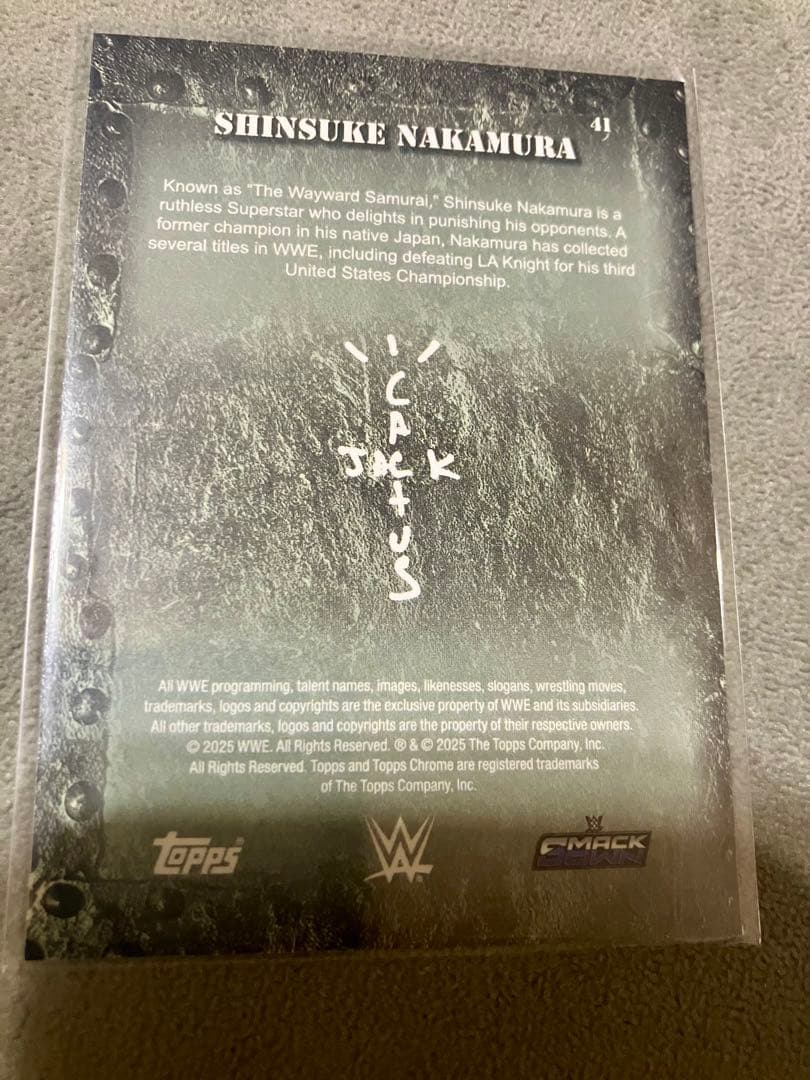 SHINSUKE NAKAMURA
41
Known as "The Wayward Samurai," Shinsuke Nakamura is a
ruthless Superstar who delights in punishing his opponents. A
former champion in his native Japan, Nakamura has collected
several titles in WWE, including defeating LA Knight for his third
United States Championship.
C
A
JACK
T
U
S
All WWE programming, talent names, images, likenesses, slogans, wrestling moves,
trademarks, logos and copyrights are the exclusive property of WWE and its subsidiaries.
All other trademarks, logos and copyrights are the property of their respective owners.
© 2025 WWE. All Rights Reserved. ® & © 2025 The Topps Company, Inc.
All Rights Reserved. Topps and Topps Chrome are registered trademarks
of The Topps Company, Inc.
topps®
W
SMACK
DOWN